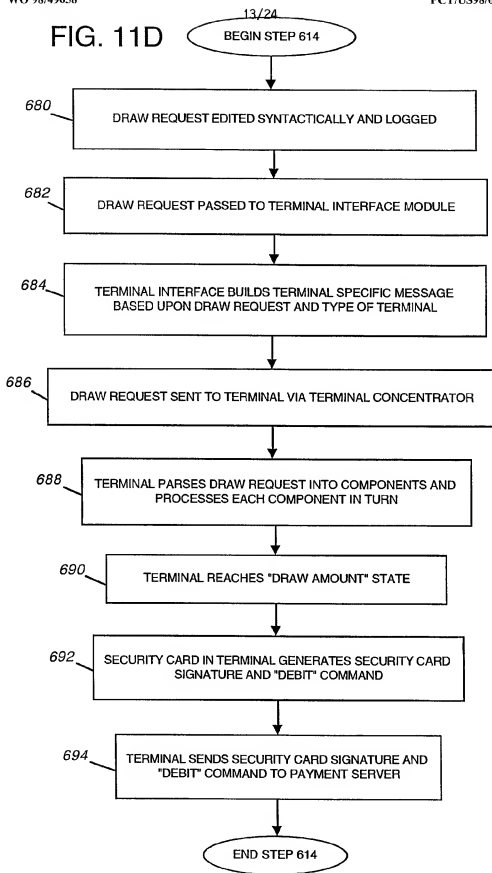 WO 98/49658
13/24
FIG. 11D
BEGIN STEP 614
680
DRAW REQUEST EDITED SYNTACTICALLY AND LOGGED
682
DRAW REQUEST PASSED TO TERMINAL INTERFACE MODULE
684
TERMINAL INTERFACE BUILDS TERMINAL SPECIFIC MESSAGE
BASED UPON DRAW REQUEST AND TYPE OF TERMINAL
686
DRAW REQUEST SENT TO TERMINAL VIA TERMINAL CONCENTRATOR
688
TERMINAL PARSES DRAW REQUEST INTO COMPONENTS AND
PROCESSES EACH COMPONENT IN TURN
690
TERMINAL REACHES "DRAW AMOUNT" STATE
692
SECURITY CARD IN TERMINAL GENERATES SECURITY CARD
SIGNATURE AND "DEBIT" COMMAND
694
TERMINAL SENDS SECURITY CARD SIGNATURE AND
"DEBIT" COMMAND TO PAYMENT SERVER
END STEP 614